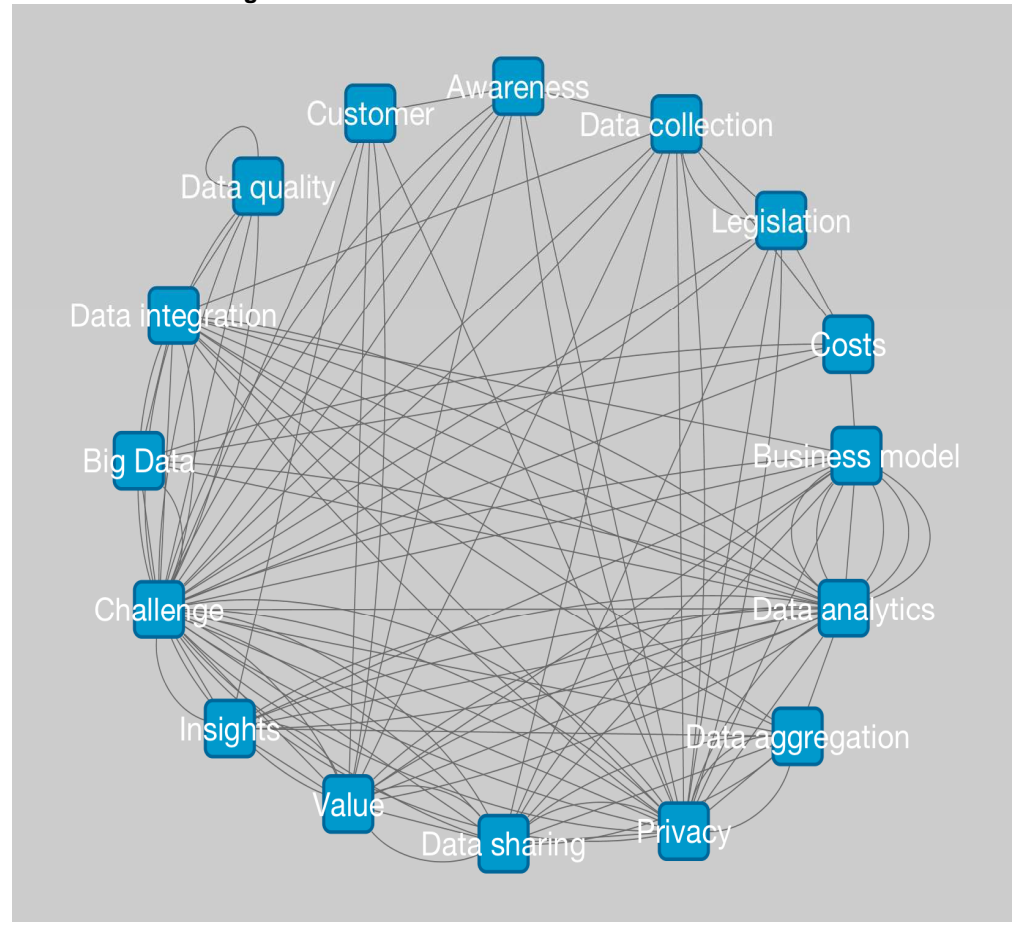 Awareness
Customer
Data collection
Data quality
Legislation
Data integration
Costs
Big Data
Business model
Challenge
Data analytics
Insights
Data aggregation
Value
Data sharing
Privacy